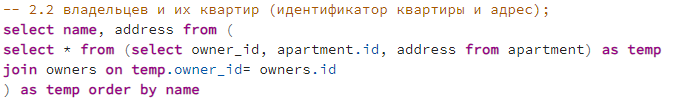 -- 2.2 владельцев и их квартир (идентификатор квартиры и адрес);
select name, address from (
select * from (select owner_id, apartment.id, address from apartment) as temp
join owners on temp.owner_id= owners.id
) as temp order by name